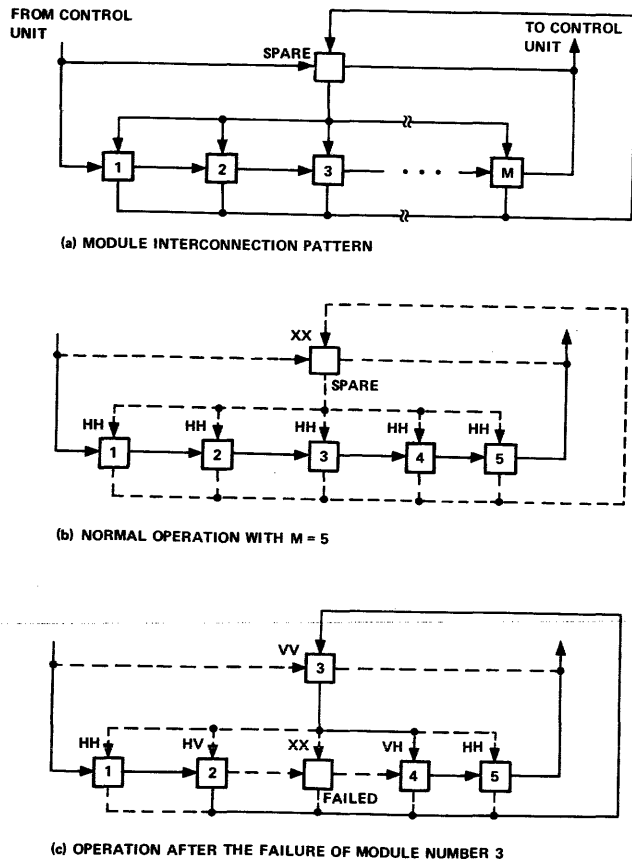 FROM CONTROL
UNIT
TO CONTROL
UNIT
SPARE
1
2
3
. . .
M
(a) MODULE INTERCONNECTION PATTERN
XX
SPARE
HH
HH
HH
HH
HH
1
2
3
4
5
(b) NORMAL OPERATION WITH M = 5
VV
3
HH
HV
XX
VH
HH
1
2
4
5
FAILED
(c) OPERATION AFTER THE FAILURE OF MODULE NUMBER 3